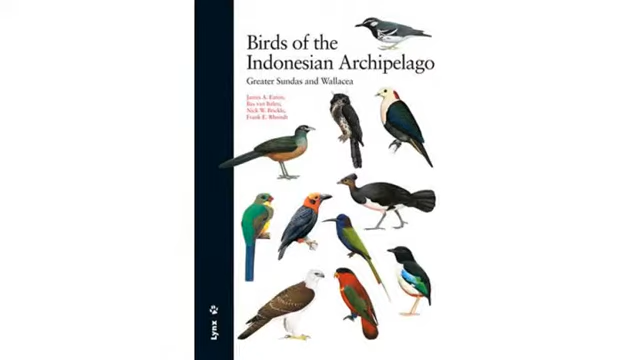 Birds of the
Indonesian Archipelago
Greater Sundas and Wallacea
James A. Eaton,
Bas van Balen,
Nick W. Brickle,
Frank E. Rheindt
Lynx